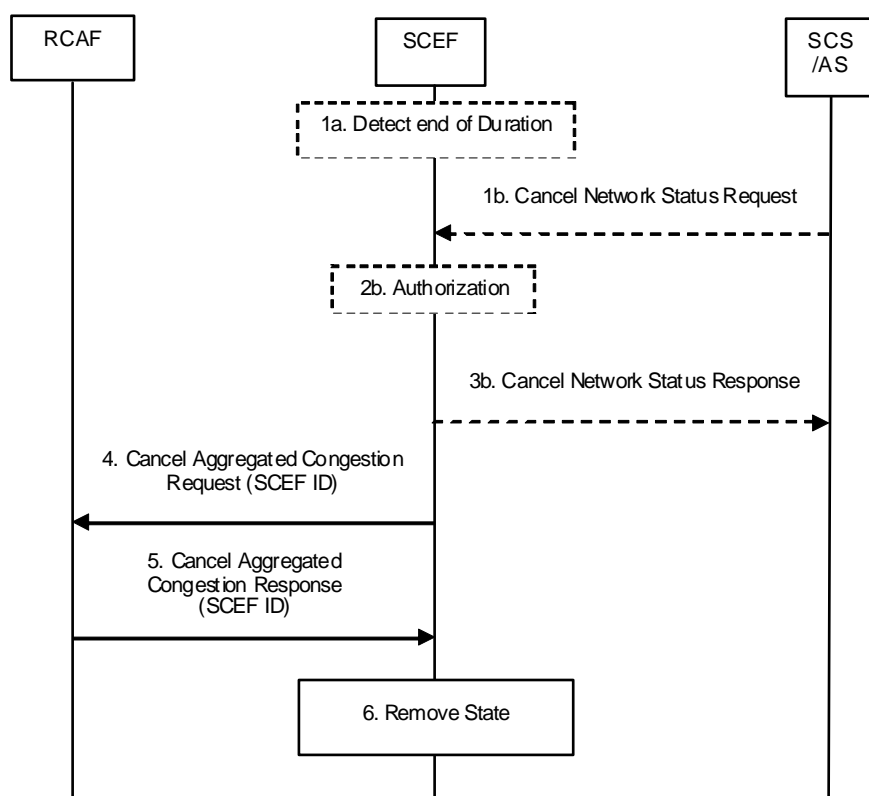 RCAF
SCEF
SCS
/AS
1a. Detect end of Duration
1b. Cancel Network Status Request
2b. Authorization
3b. Cancel Network Status Response
4. Cancel Aggregated Congestion
Request (SCEF ID)
5. Cancel Aggregated
Congestion Response
(SCEF ID)
6. Remove State